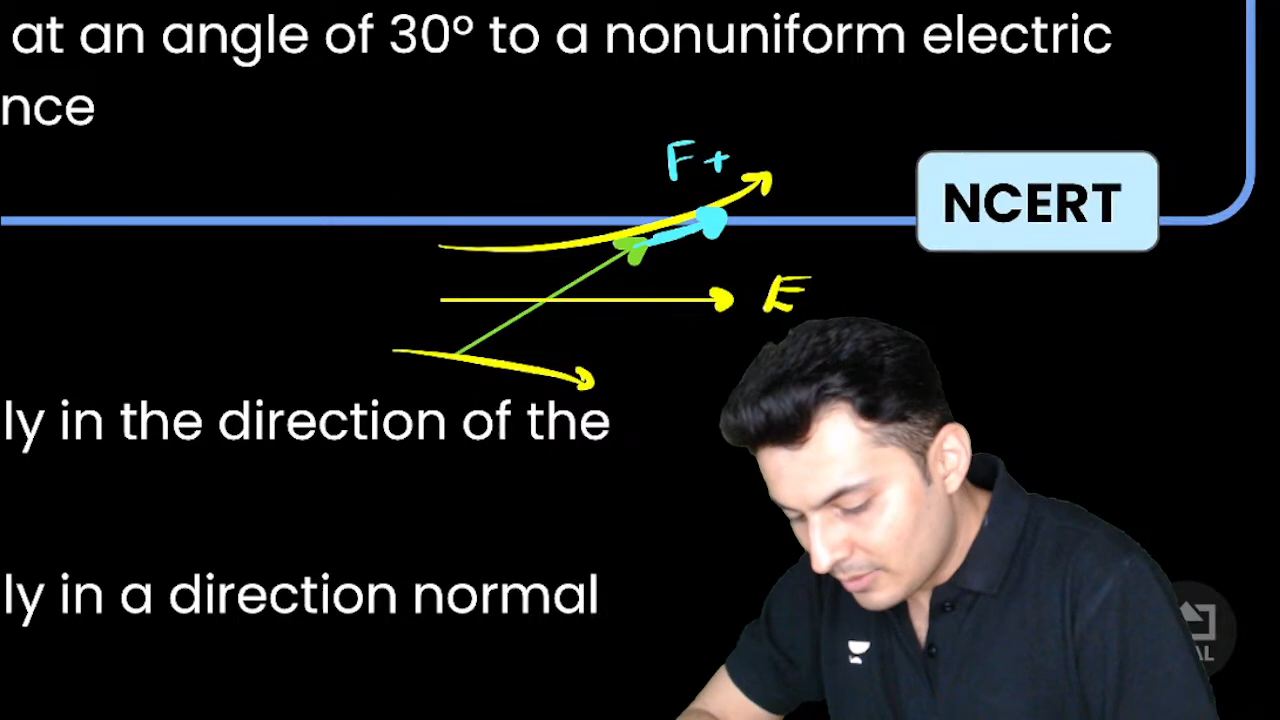 at an angle of 30° to a nonuniform electric
nce
F+
NCERT
E
ly in the direction of the
ly in a direction normal
AL